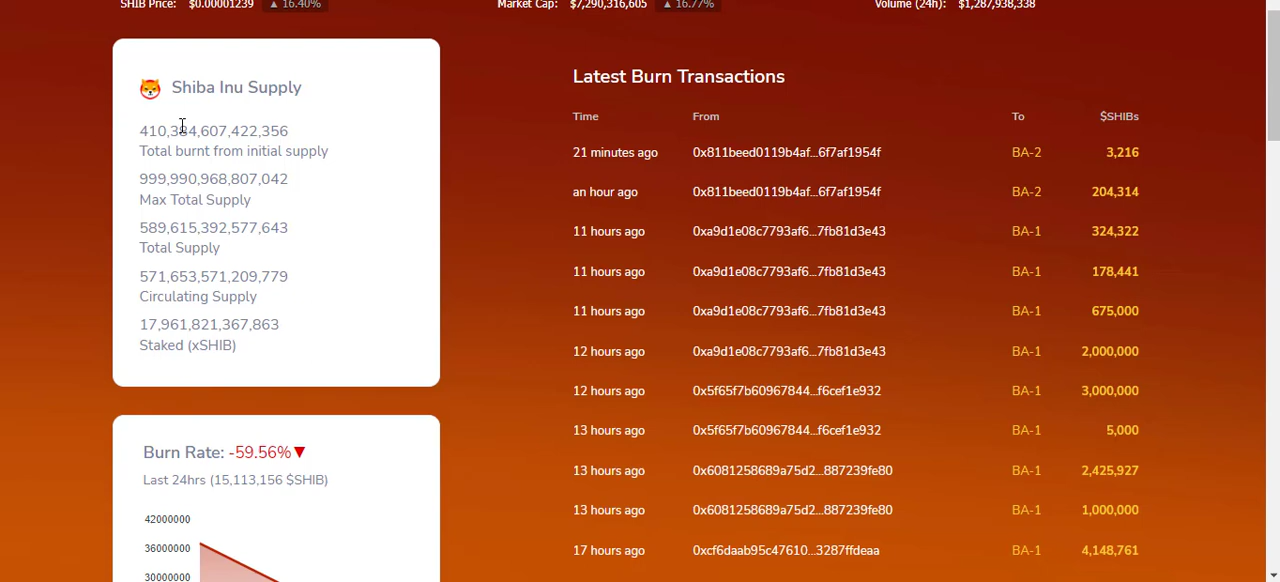 SHIB Price: $0.00001239 ▲ 16.40% Market Cap: $7,290,316,605 ▲ 16.77% Volume (24h): $1,287,938,338
Shiba Inu Supply
410,384,607,422,356
Total burnt from initial supply
999,990,968,807,042
Max Total Supply
589,615,392,577,643
Total Supply
571,653,571,209,779
Circulating Supply
17,961,821,367,863
Staked (xSHIB)
Burn Rate: -59.56%▼
Last 24hrs (15,113,156 $SHIB)
42000000
36000000
30000000
Latest Burn Transactions
Time From To $SHIBs
21 minutes ago 0x811beed0119b4af...6f7af1954f BA-2 3,216
an hour ago 0x811beed0119b4af...6f7af1954f BA-2 204,314
11 hours ago 0xa9d1e08c7793af6...7fb81d3e43 BA-1 324,322
11 hours ago 0xa9d1e08c7793af6...7fb81d3e43 BA-1 178,441
11 hours ago 0xa9d1e08c7793af6...7fb81d3e43 BA-1 675,000
12 hours ago 0xa9d1e08c7793af6...7fb81d3e43 BA-1 2,000,000
12 hours ago 0x5f65f7b60967844...f6cef1e932 BA-1 3,000,000
13 hours ago 0x5f65f7b60967844...f6cef1e932 BA-1 5,000
13 hours ago 0x6081258689a75d2...887239fe80 BA-1 2,425,927
13 hours ago 0x6081258689a75d2...887239fe80 BA-1 1,000,000
17 hours ago 0xcf6daab95c47610...3287ffdeaa BA-1 4,148,761